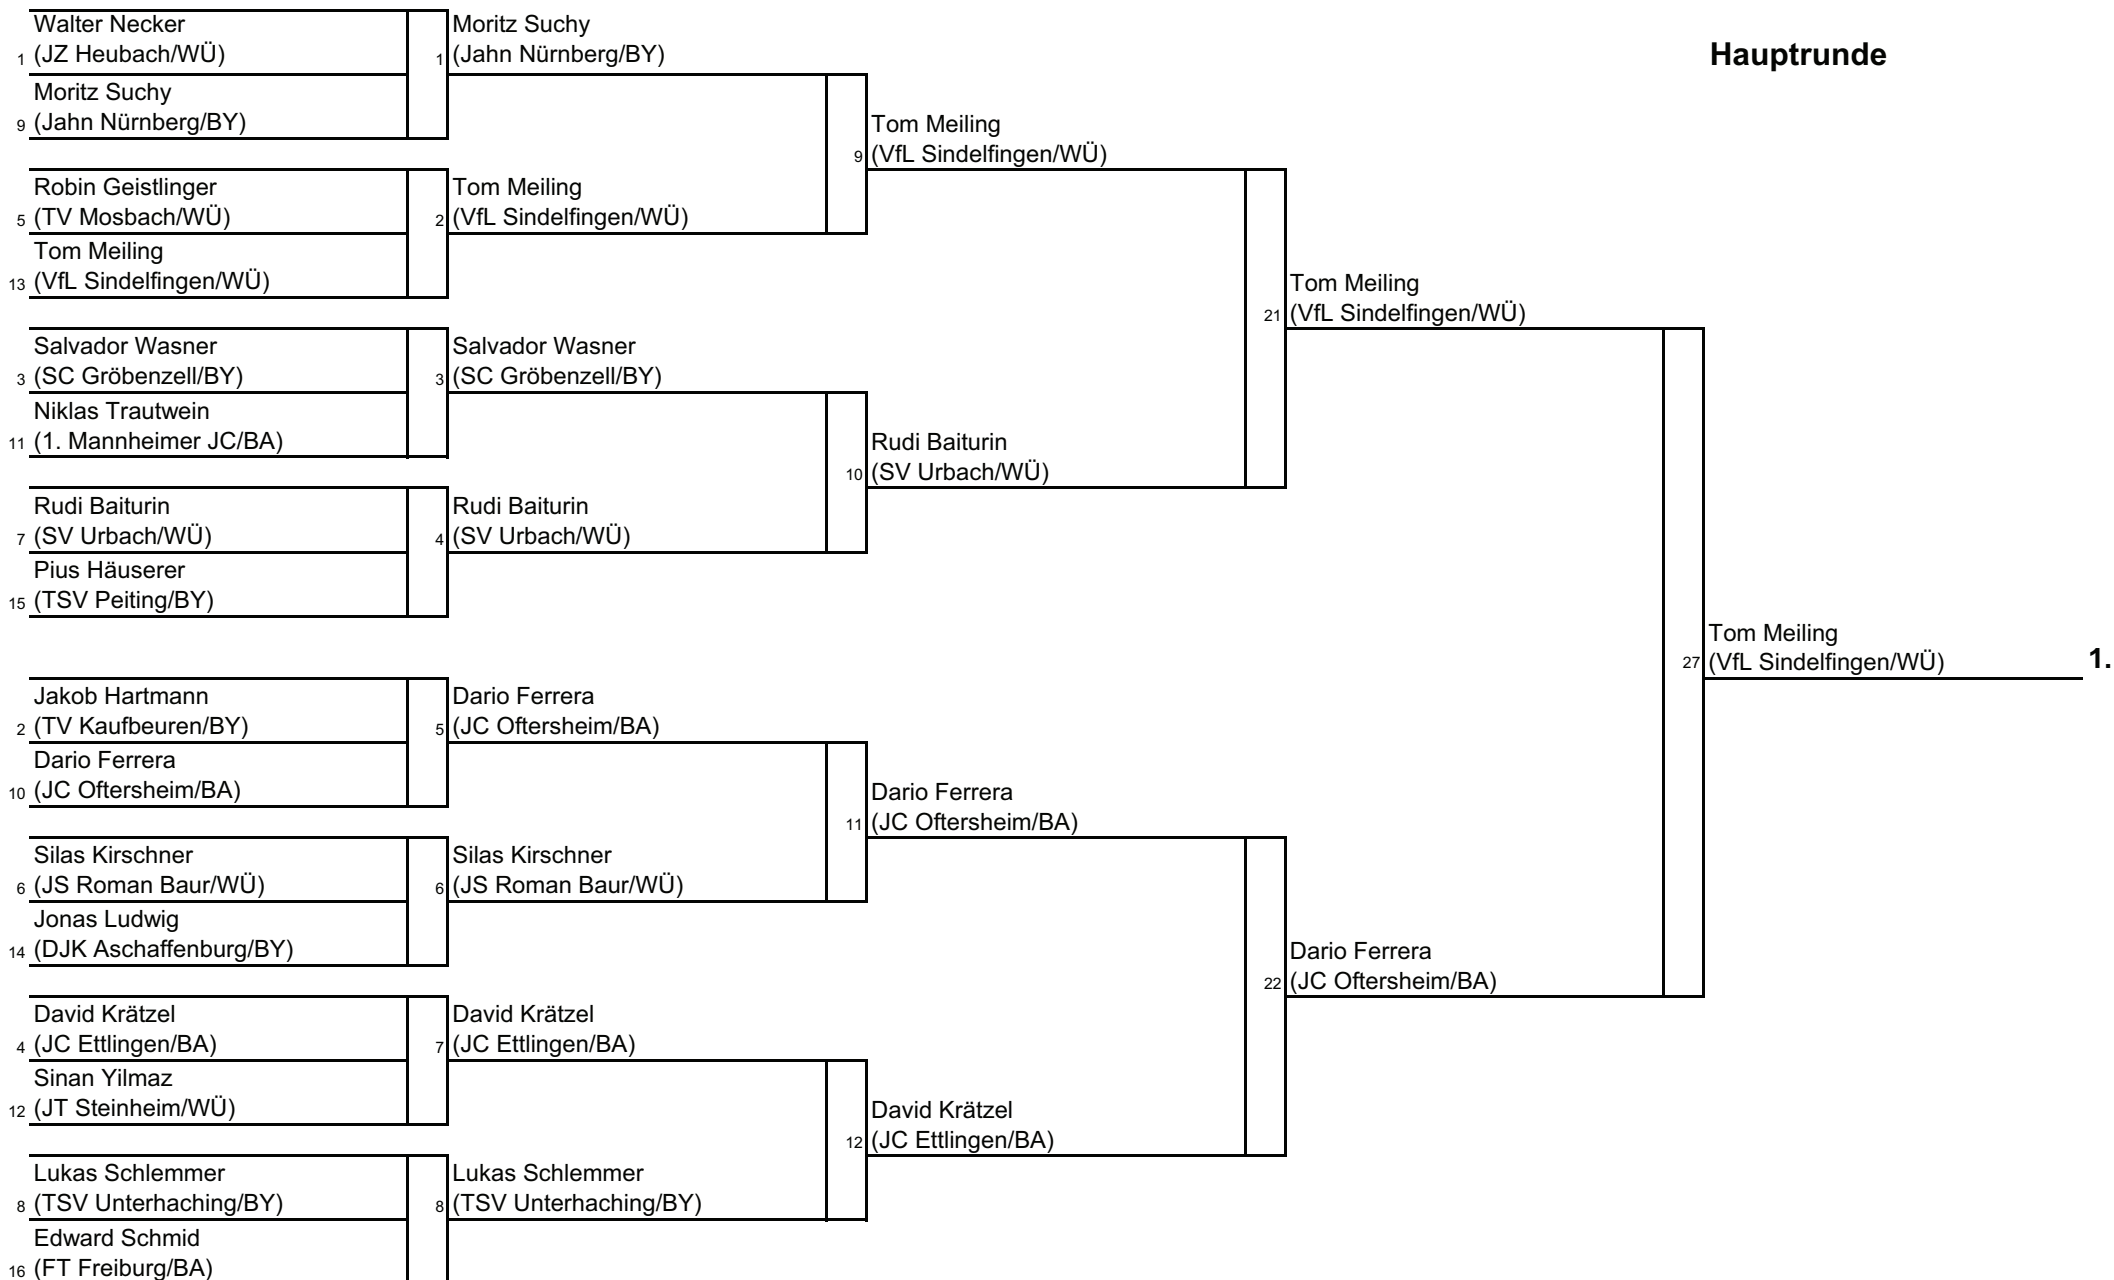 Hauptrunde
Walter Necker
1 (JZ Heubach/WÜ)
Moritz Suchy
9 (Jahn Nürnberg/BY)
Robin Geistlinger
5 (TV Mosbach/WÜ)
Tom Meiling
13 (VfL Sindelfingen/WÜ)
Salvador Wasner
3 (SC Gröbenzell/BY)
Niklas Trautwein
11 (1. Mannheimer JC/BA)
Rudi Baiturin
7 (SV Urbach/WÜ)
Pius Häuserer
15 (TSV Peiting/BY)
Jakob Hartmann
2 (TV Kaufbeuren/BY)
Dario Ferrera
10 (JC Oftersheim/BA)
Silas Kirschner
6 (JS Roman Baur/WÜ)
Jonas Ludwig
14 (DJK Aschaffenburg/BY)
David Krätzel
4 (JC Ettlingen/BA)
Sinan Yilmaz
12 (JT Steinheim/WÜ)
Lukas Schlemmer
8 (TSV Unterhaching/BY)
Edward Schmid
16 (FT Freiburg/BA)
Moritz Suchy
1 (Jahn Nürnberg/BY)
Tom Meiling
2 (VfL Sindelfingen/WÜ)
Salvador Wasner
3 (SC Gröbenzell/BY)
Rudi Baiturin
4 (SV Urbach/WÜ)
Dario Ferrera
5 (JC Oftersheim/BA)
Silas Kirschner
6 (JS Roman Baur/WÜ)
David Krätzel
7 (JC Ettlingen/BA)
Lukas Schlemmer
8 (TSV Unterhaching/BY)
Tom Meiling
9 (VfL Sindelfingen/WÜ)
Rudi Baiturin
10 (SV Urbach/WÜ)
Dario Ferrera
11 (JC Oftersheim/BA)
David Krätzel
12 (JC Ettlingen/BA)
Tom Meiling
21 (VfL Sindelfingen/WÜ)
Dario Ferrera
22 (JC Oftersheim/BA)
Tom Meiling
27 (VfL Sindelfingen/WÜ) 1.